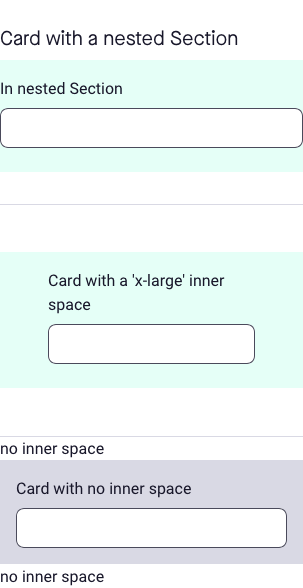 Card with a nested Section
In nested Section
Card with a 'x-large' inner
space
no inner space
Card with no inner space
no inner space